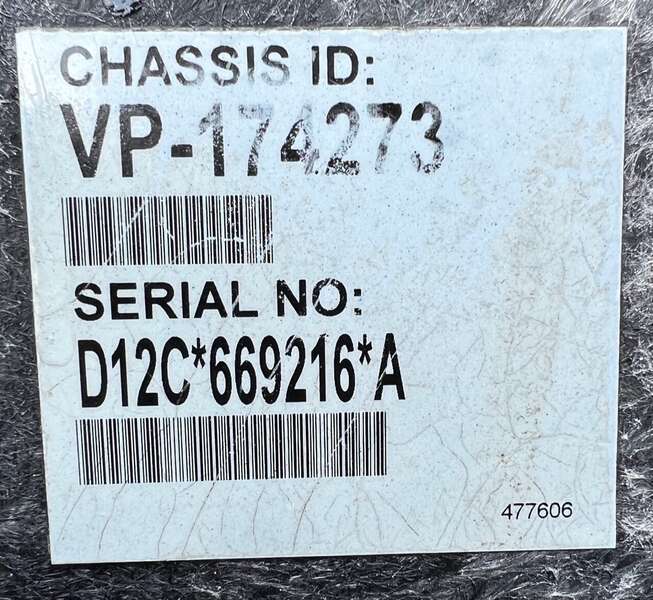 CHASSIS ID:
VP-174273
SERIAL NO:
D12C*669216*A
477606